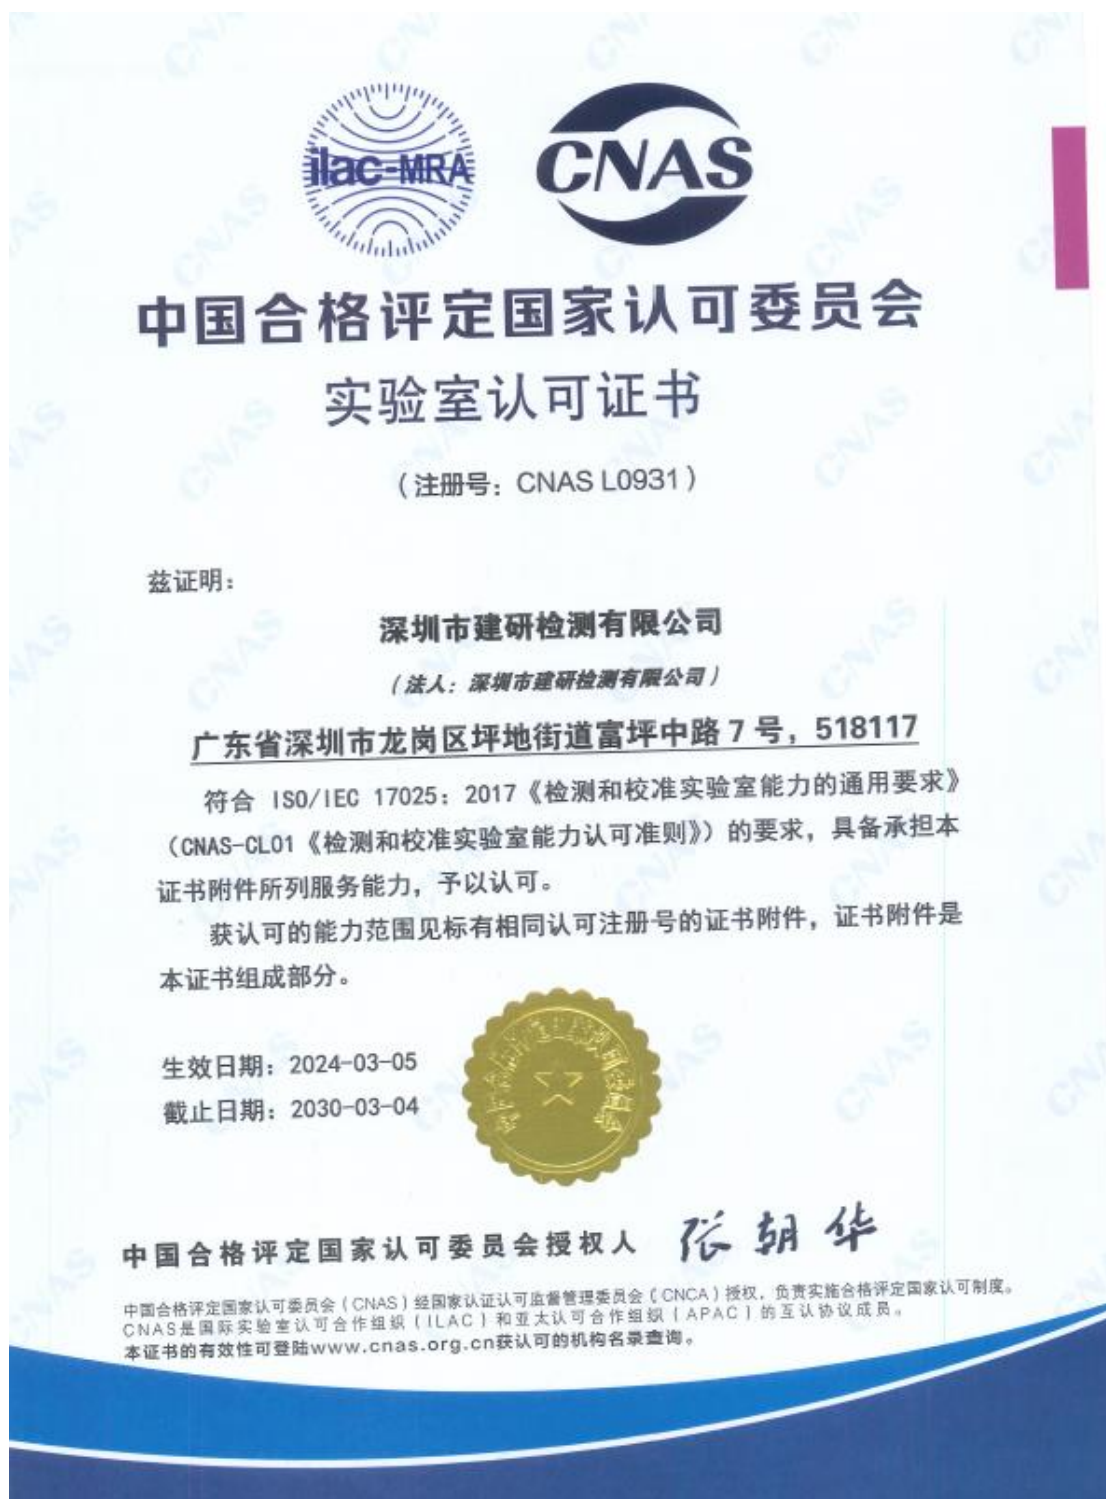 ilac-MRA
CNAS
中国合格评定国家认可委员会
实验室认可证书
（注册号：CNAS L0931）
兹证明：
深圳市建研检测有限公司
（法人：深圳市建研检测有限公司）
广东省深圳市龙岗区坪地街道富坪中路 7 号，518117
符合 ISO/IEC 17025：2017《检测和校准实验室能力的通用要求》
（CNAS-CL01《检测和校准实验室能力认可准则》）的要求，具备承担本
证书附件所列服务能力，予以认可。
获认可的能力范围见标有相同认可注册号的证书附件，证书附件是
本证书组成部分。
生效日期：2024-03-05
截止日期：2030-03-04
中国合格评定国家认可委员会授权人 张朝华
中国合格评定国家认可委员会（CNAS）经国家认证认可监督管理委员会（CNCA）授权，负责实施合格评定国家认可制度。
CNAS是国际实验室认可合作组织（ILAC）和亚太认可合作组织（APAC）的互认协议成员。
本证书的有效性可登陆www.cnas.org.cn获认可的机构名录查询。